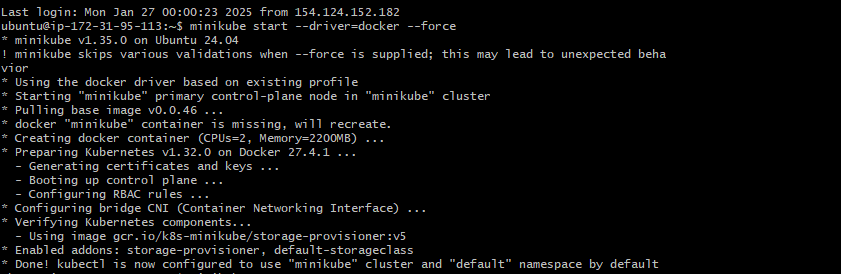 Last login: Mon Jan 27 00:00:23 2025 from 154.124.152.182
ubuntu@ip-172-31-95-113:~$ minikube start --driver=docker --force
* minikube v1.35.0 on Ubuntu 24.04
! minikube skips various validations when --force is supplied; this may lead to unexpected beha
vior
* Using the docker driver based on existing profile
* Starting "minikube" primary control-plane node in "minikube" cluster
* Pulling base image v0.0.46 ...
* docker "minikube" container is missing, will recreate.
* Creating docker container (CPUs=2, Memory=2200MB) ...
* Preparing Kubernetes v1.32.0 on Docker 27.4.1 ...
  - Generating certificates and keys ...
  - Booting up control plane ...
  - Configuring RBAC rules ...
* Configuring bridge CNI (Container Networking Interface) ...
* Verifying Kubernetes components...
  - Using image gcr.io/k8s-minikube/storage-provisioner:v5
* Enabled addons: storage-provisioner, default-storageclass
* Done! kubectl is now configured to use "minikube" cluster and "default" namespace by default